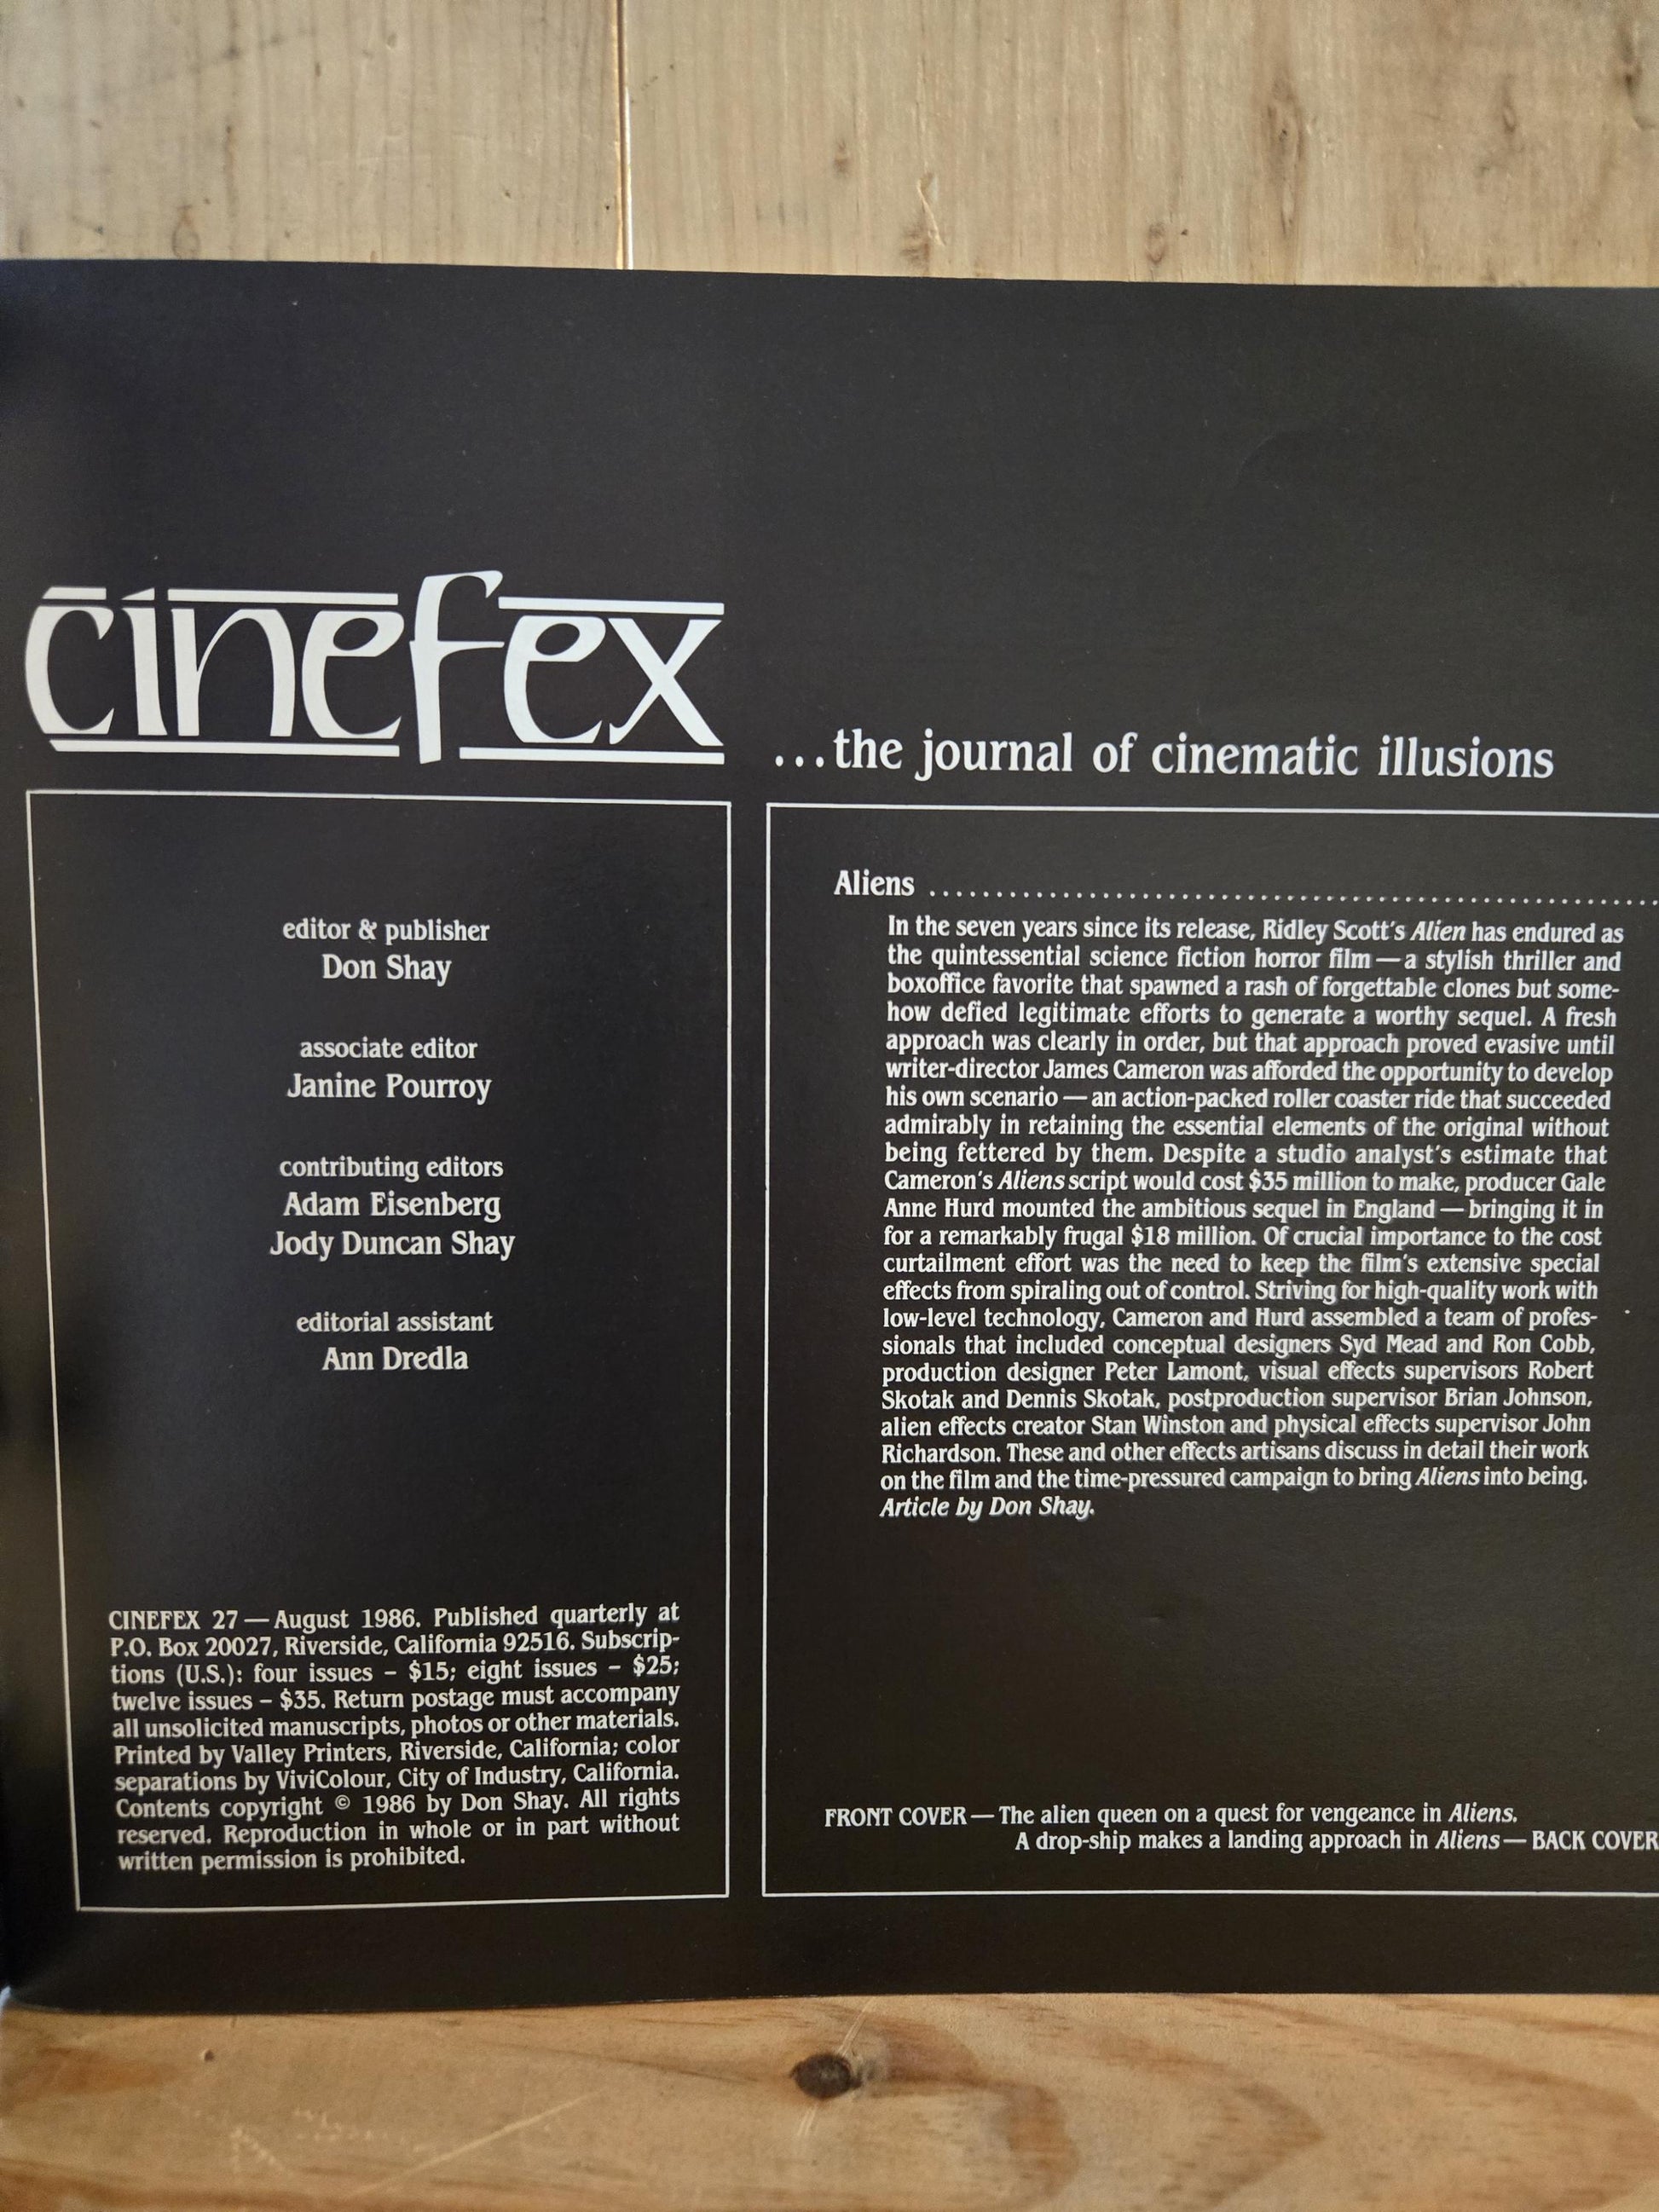 cinefex
...the journal of cinematic illusions
editor & publisher
Don Shay
associate editor
Janine Pourroy
contributing editors
Adam Eisenberg
Jody Duncan Shay
editorial assistant
Ann Dredla
CINEFEX 27 — August 1986. Published quarterly at
P.O. Box 20027, Riverside, California 92516. Subscrip-
tions (U.S.): four issues – $15; eight issues – $25;
twelve issues – $35. Return postage must accompany
all unsolicited manuscripts, photos or other materials.
Printed by Valley Printers, Riverside, California; color
separations by ViviColour, City of Industry, California.
Contents copyright © 1986 by Don Shay. All rights
reserved. Reproduction in whole or in part without
written permission is prohibited.
Aliens ............................................
In the seven years since its release, Ridley Scott's Alien has endured as
the quintessential science fiction horror film — a stylish thriller and
boxoffice favorite that spawned a rash of forgettable clones but some-
how defied legitimate efforts to generate a worthy sequel. A fresh
approach was clearly in order, but that approach proved evasive until
writer-director James Cameron was afforded the opportunity to develop
his own scenario — an action-packed roller coaster ride that succeeded
admirably in retaining the essential elements of the original without
being fettered by them. Despite a studio analyst's estimate that
Cameron's Aliens script would cost $35 million to make, producer Gale
Anne Hurd mounted the ambitious sequel in England — bringing it in
for a remarkably frugal $18 million. Of crucial importance to the cost
curtailment effort was the need to keep the film's extensive special
effects from spiraling out of control. Striving for high-quality work with
low-level technology, Cameron and Hurd assembled a team of profes-
sionals that included conceptual designers Syd Mead and Ron Cobb,
production designer Peter Lamont, visual effects supervisors Robert
Skotak and Dennis Skotak, postproduction supervisor Brian Johnson,
alien effects creator Stan Winston and physical effects supervisor John
Richardson. These and other effects artisans discuss in detail their work
on the film and the time-pressured campaign to bring Aliens into being.
Article by Don Shay.
FRONT COVER — The alien queen on a quest for vengeance in Aliens.
A drop-ship makes a landing approach in Aliens — BACK COVER